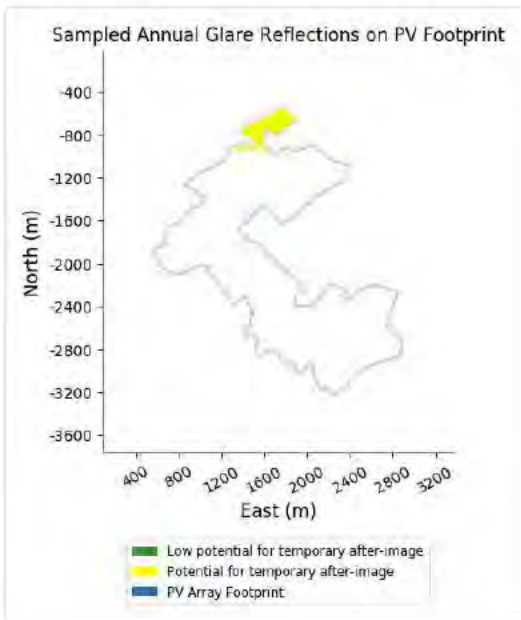 Sampled Annual Glare Reflections on PV Footprint
North (m)
-400
-800
-1200
-1600
-2000
-2400
-2800
-3200
-3600
400 800 1200 1600 2000 2400 2800 3200
East (m)
Low potential for temporary after-image
Potential for temporary after-image
PV Array Footprint